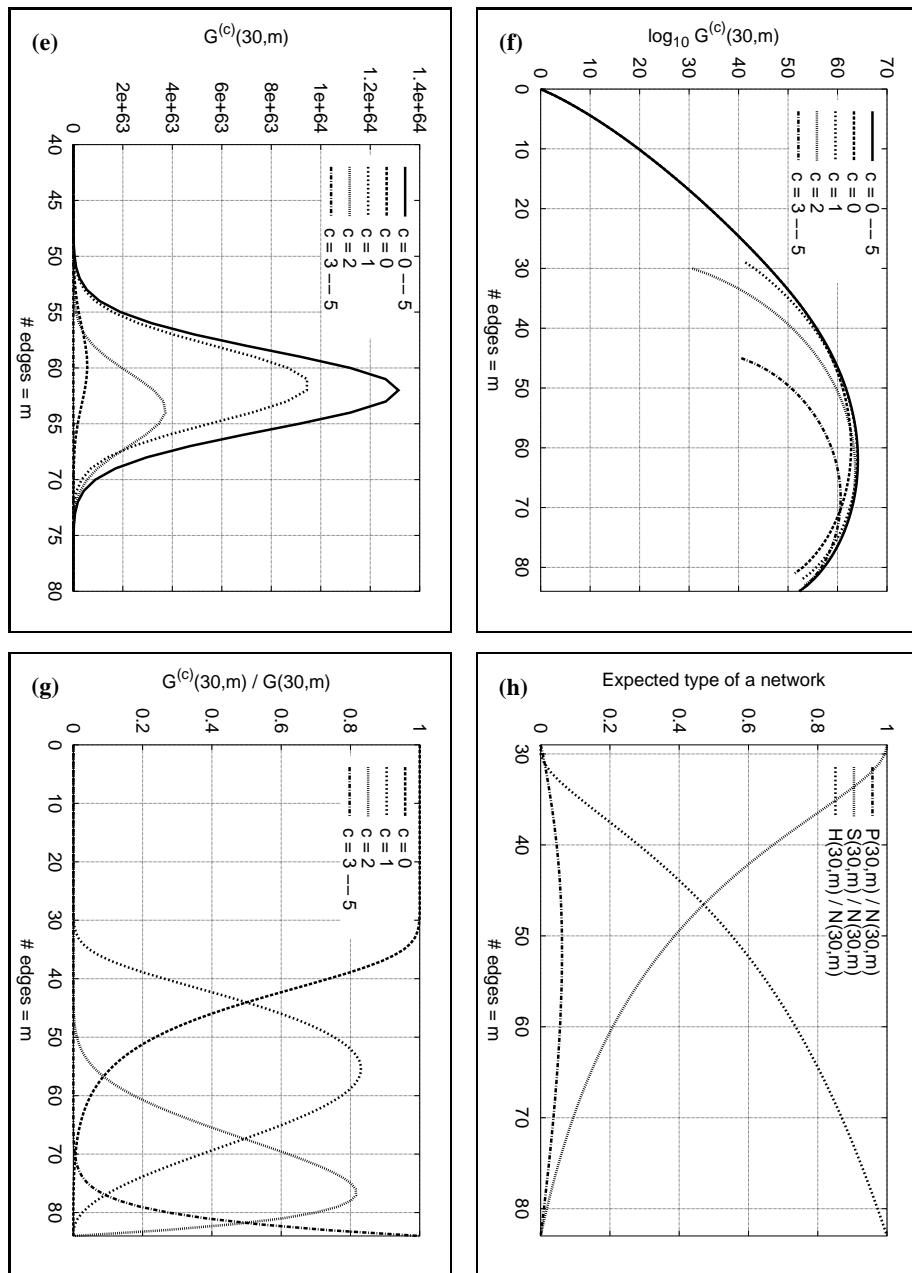 (e)
G^(c)(30,m)
0
2e+63
4e+63
6e+63
8e+63
1e+64
1.2e+64
1.4e+64
40
45
50
55
60
65
70
75
80
# edges = m
c = 0 --- 5
c = 0
c = 1
c = 2
c = 3 --- 5
(f)
log₁₀ G^(c)(30,m)
0
10
20
30
40
50
60
70
0
10
20
30
40
50
60
70
80
# edges = m
c = 0 --- 5
c = 0
c = 1
c = 2
c = 3 --- 5
(g)
G^(c)(30,m) / G(30,m)
0
0.2
0.4
0.6
0.8
1
0
10
20
30
40
50
60
70
80
# edges = m
c = 0
c = 1
c = 2
c = 3 --- 5
(h)
Expected type of a network
0
0.2
0.4
0.6
0.8
1
30
40
50
60
70
80
# edges = m
P(30,m) / N(30,m)
S(30,m) / N(30,m)
H(30,m) / N(30,m)